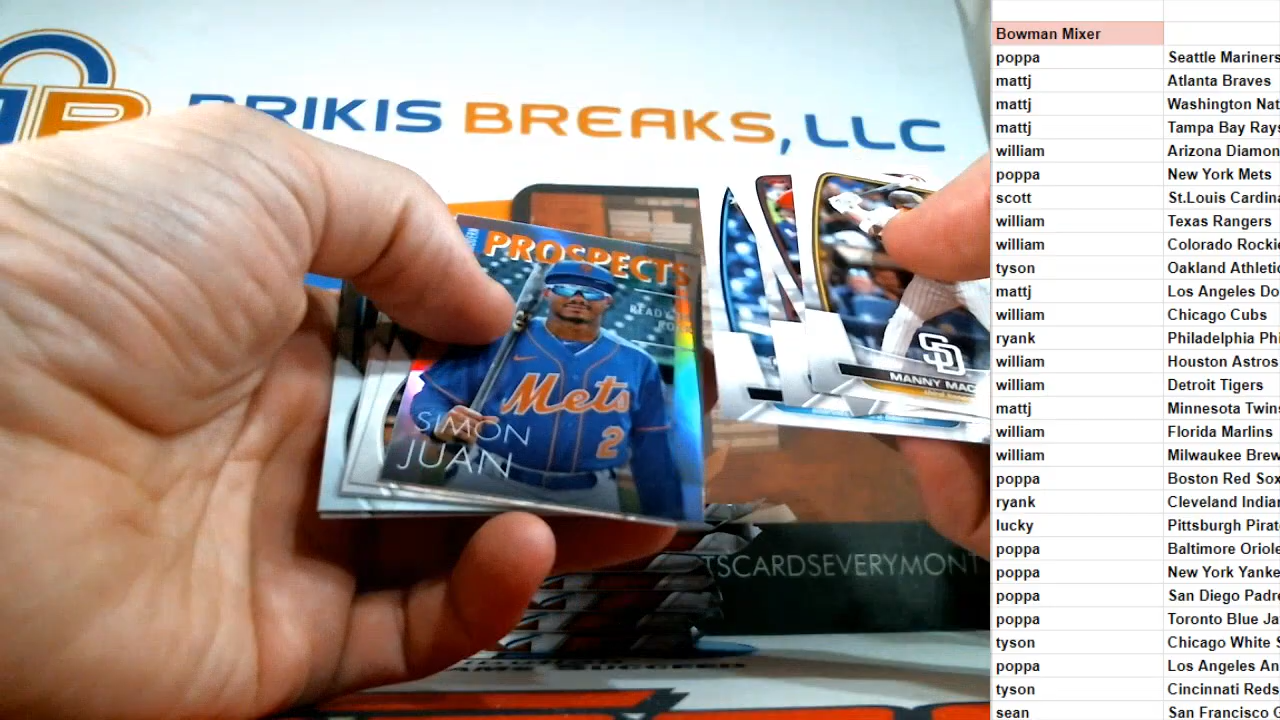 BRIKIS BREAKS, LLC
PROSPECTS
Mets
2
SIMON
JUAN
SD
MANNY MAC
TSCARDSEVERYMONT
Bowman Mixer
poppa Seattle Mariners
mattj Atlanta Braves
mattj Washington Nat
mattj Tampa Bay Rays
william Arizona Diamon
poppa New York Mets
scott St.Louis Cardina
william Texas Rangers
william Colorado Rockie
tyson Oakland Athletic
mattj Los Angeles Do
william Chicago Cubs
ryank Philadelphia Phi
william Houston Astros
william Detroit Tigers
mattj Minnesota Twin
william Florida Marlins
william Milwaukee Brew
poppa Boston Red Sox
ryank Cleveland Indian
lucky Pittsburgh Pirat
poppa Baltimore Oriole
poppa New York Yanke
poppa San Diego Padre
poppa Toronto Blue Ja
tyson Chicago White S
poppa Los Angeles An
tyson Cincinnati Reds
sean San Francisco G